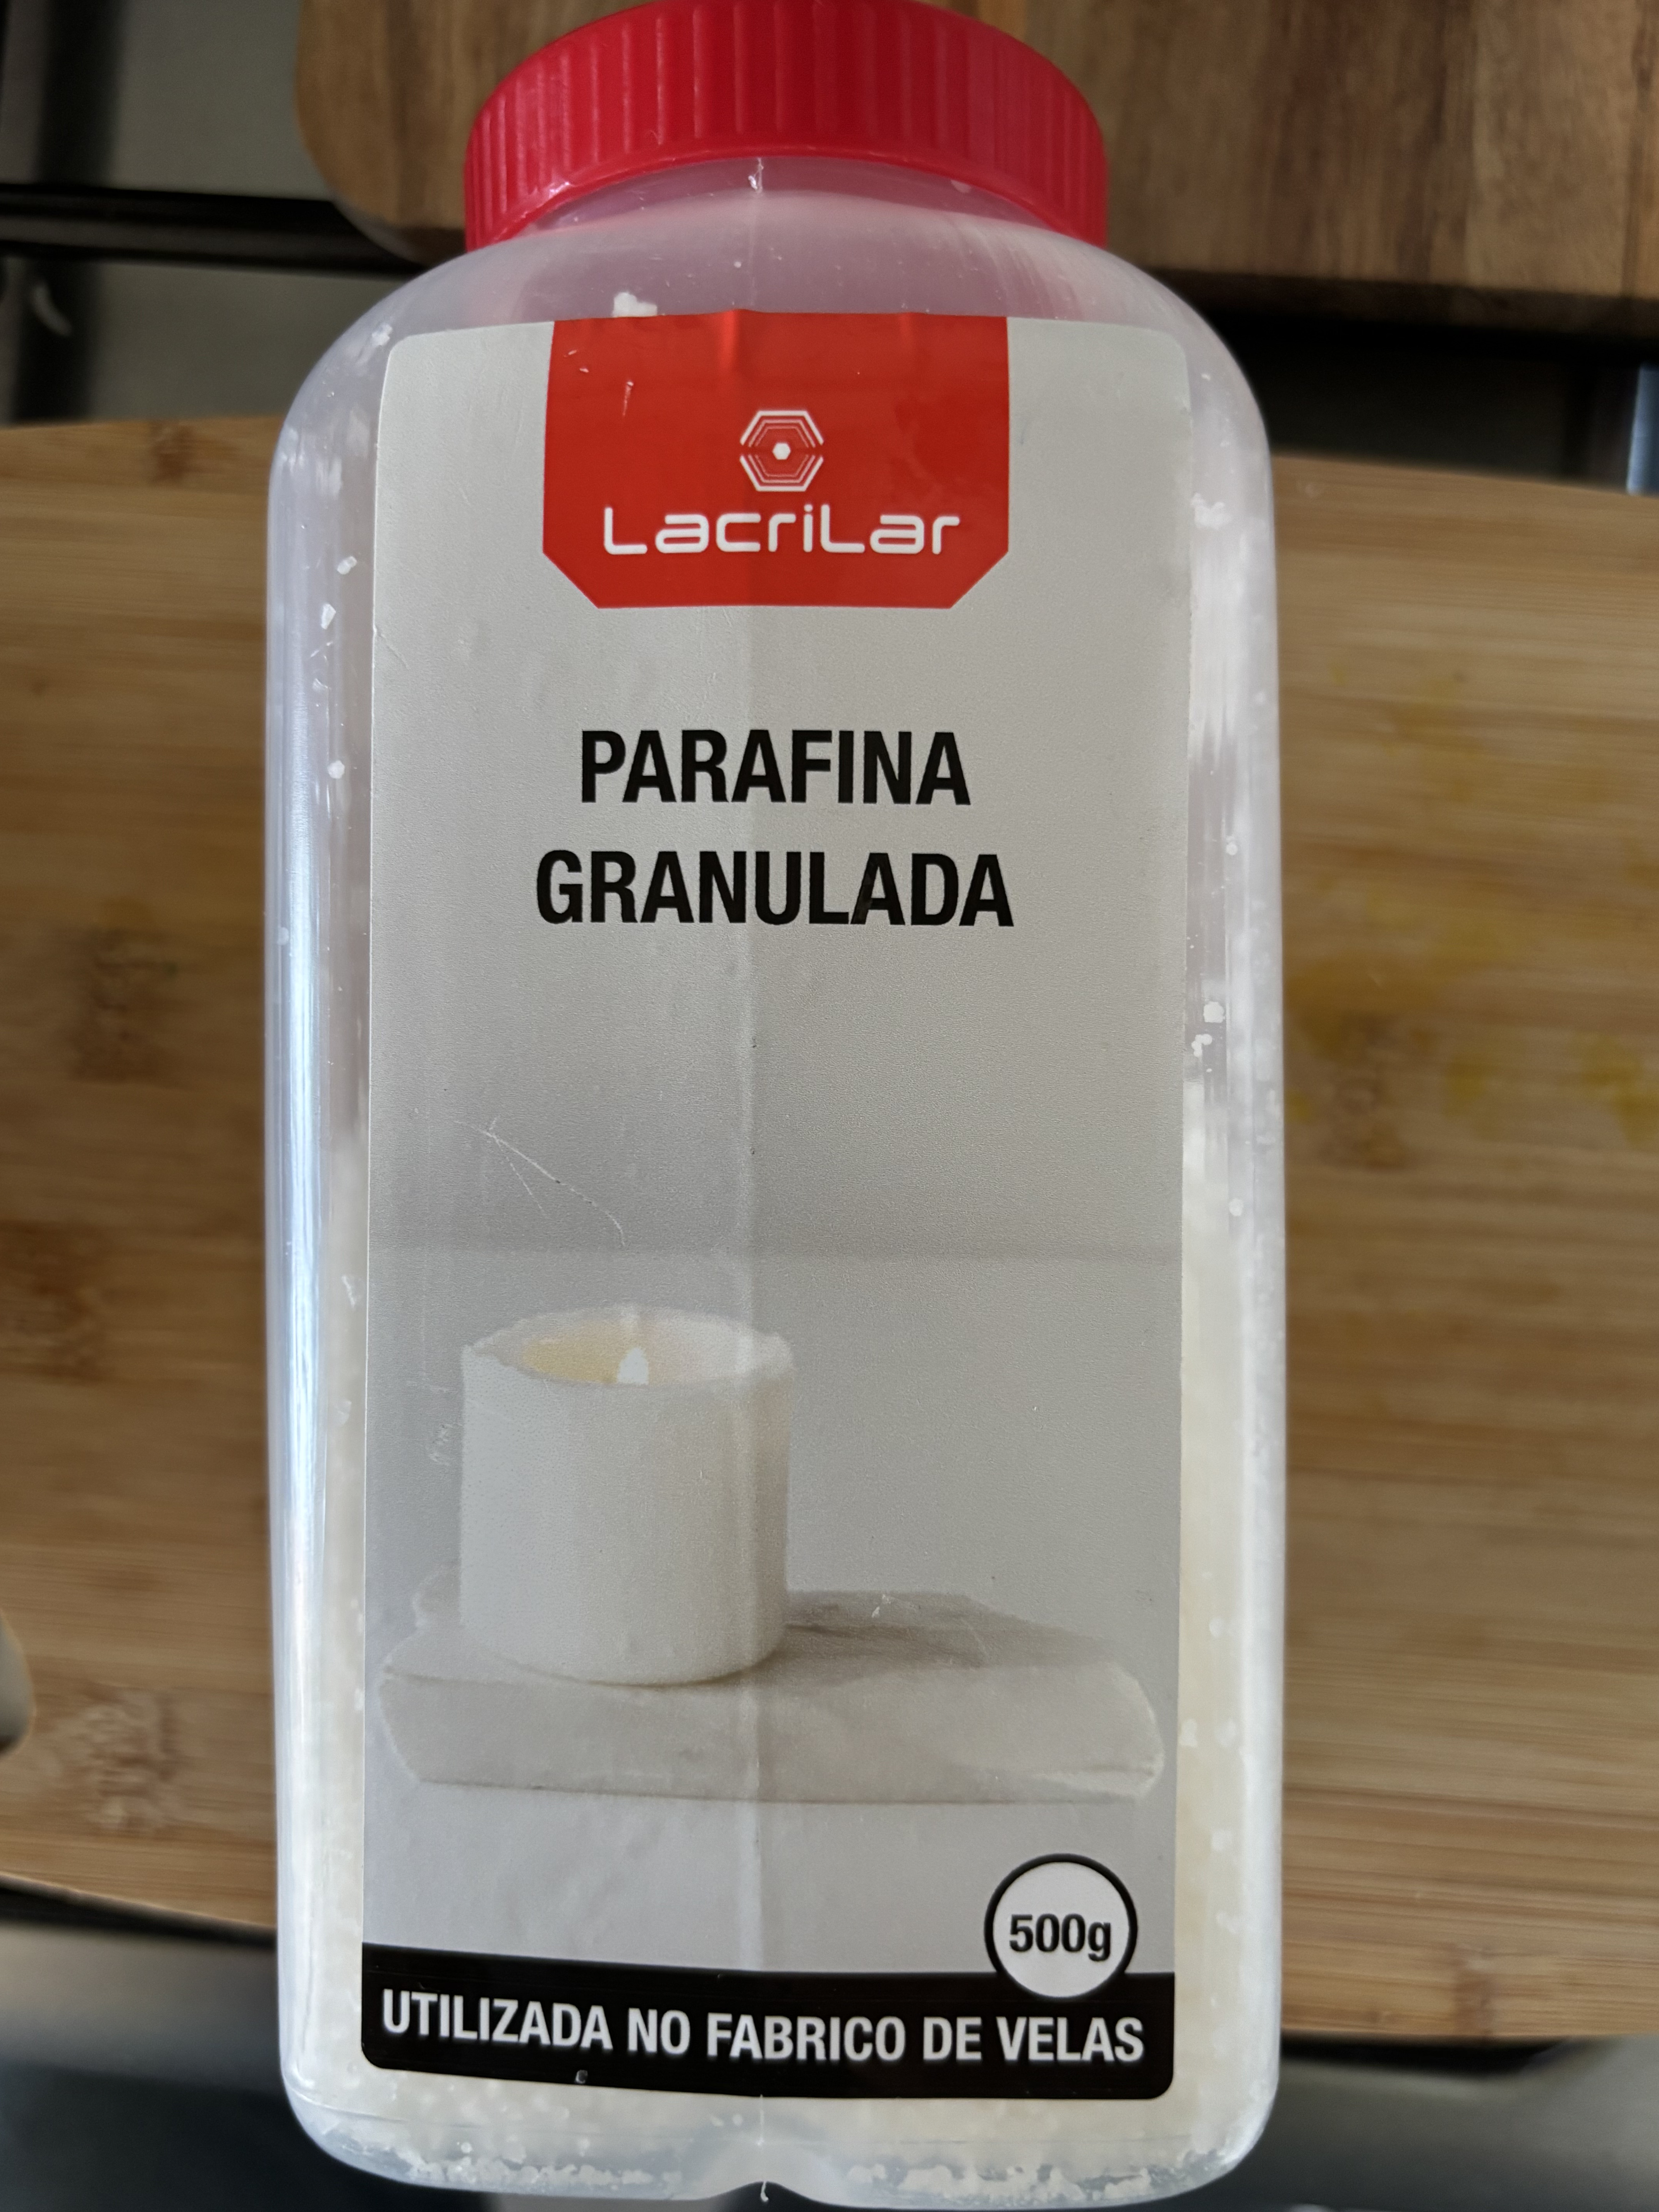 LacriLar
PARAFINA
GRANULADA
500g
UTILIZADA NO FABRICO DE VELAS